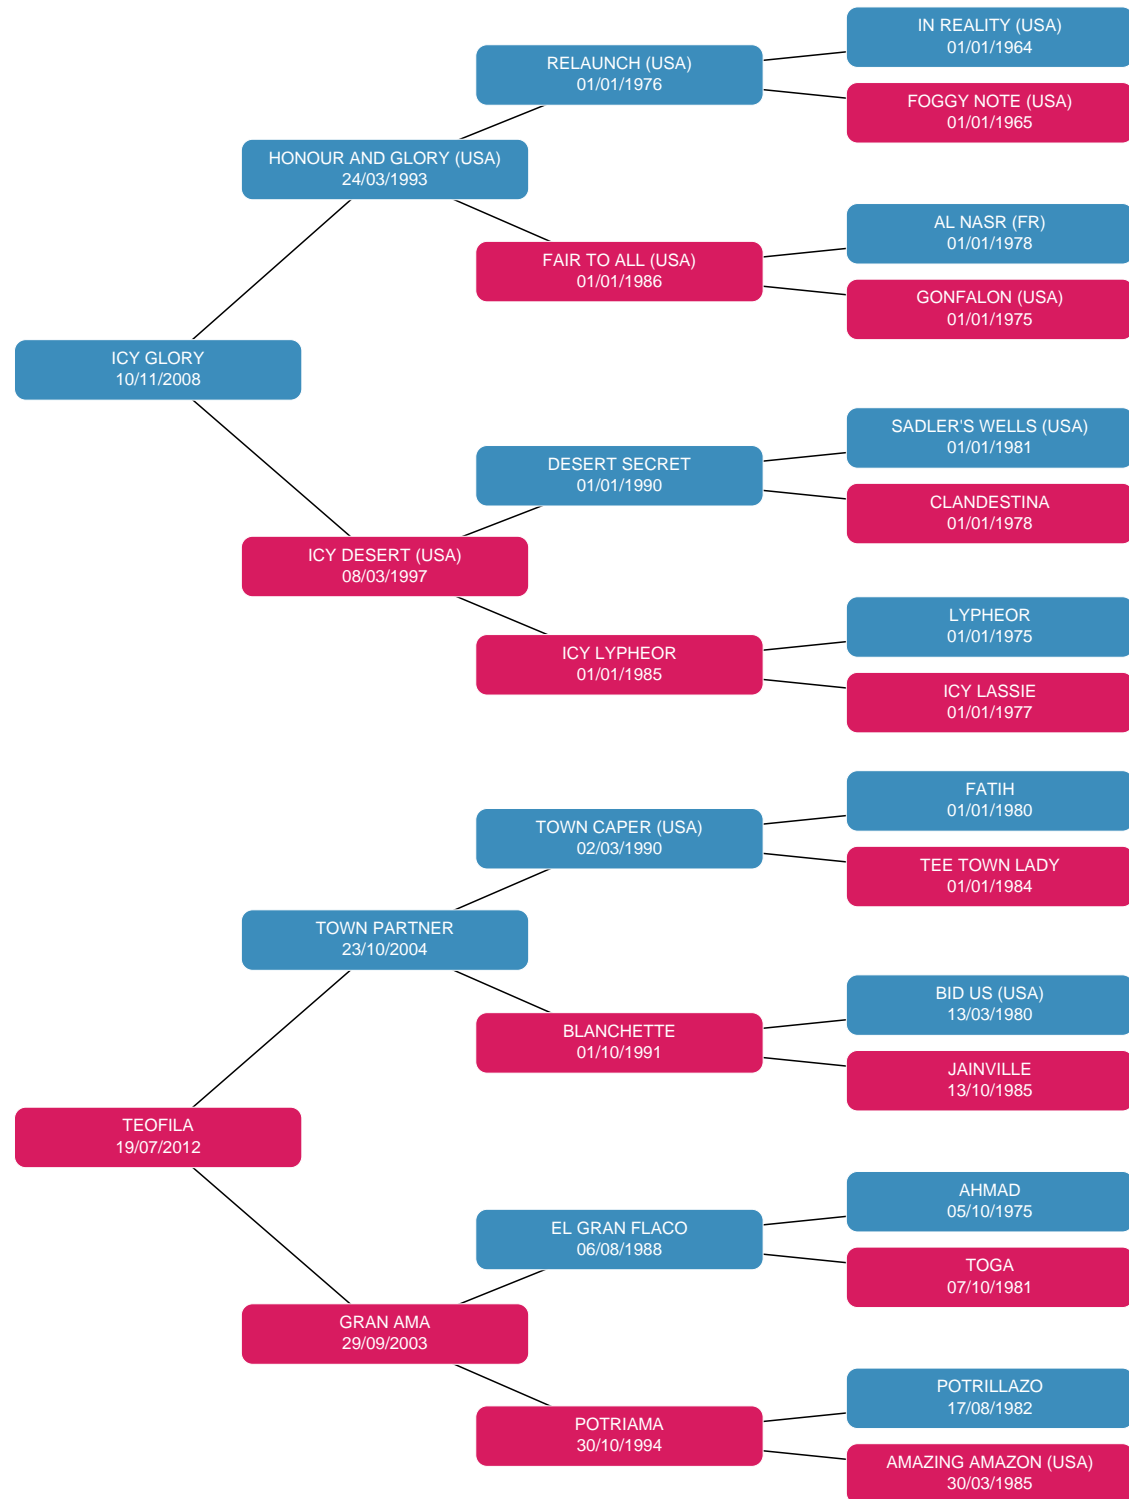 IN REALITY (USA)
01/01/1964
RELAUNCH (USA)
01/01/1976
FOGGY NOTE (USA)
01/01/1965
HONOUR AND GLORY (USA)
24/03/1993
AL NASR (FR)
01/01/1978
FAIR TO ALL (USA)
01/01/1986
GONFALON (USA)
01/01/1975
ICY GLORY
10/11/2008
SADLER'S WELLS (USA)
01/01/1981
DESERT SECRET
01/01/1990
CLANDESTINA
01/01/1978
ICY DESERT (USA)
08/03/1997
LYPHEOR
01/01/1975
ICY LYPHEOR
01/01/1985
ICY LASSIE
01/01/1977
FATIH
01/01/1980
TOWN CAPER (USA)
02/03/1990
TEE TOWN LADY
01/01/1984
TOWN PARTNER
23/10/2004
BID US (USA)
13/03/1980
BLANCHETTE
01/10/1991
JAINVILLE
13/10/1985
TEOFILA
19/07/2012
AHMAD
05/10/1975
EL GRAN FLACO
06/08/1988
TOGA
07/10/1981
GRAN AMA
29/09/2003
POTRILLAZO
17/08/1982
POTRIAMA
30/10/1994
AMAZING AMAZON (USA)
30/03/1985